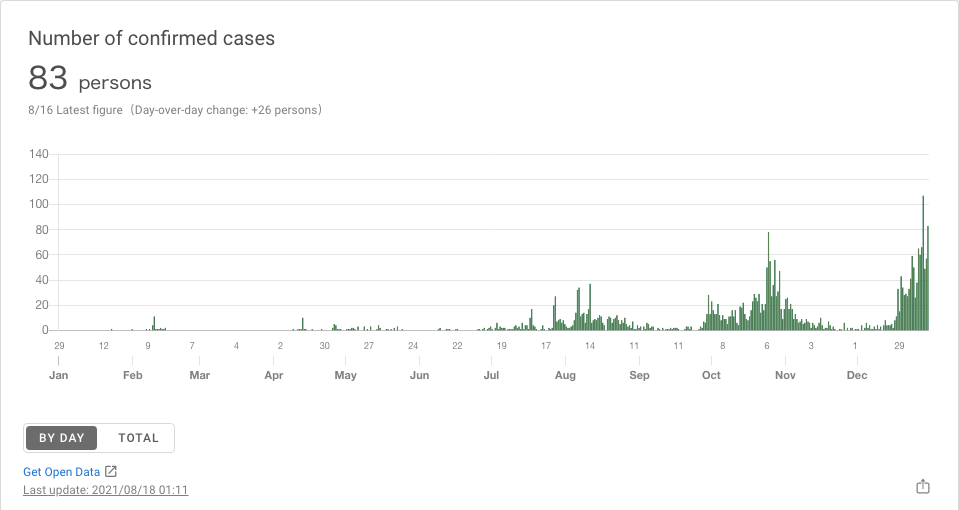 Number of confirmed cases
83 persons
8/16 Latest figure（Day-over-day change: +26 persons）
140
120
100
80
60
40
20
0
29 12 9 7 4 2 30 27 24 22 19 17 14 11 11 8 6 3 1 29
Jan Feb Mar Apr May Jun Jul Aug Sep Oct Nov Dec
BY DAY TOTAL
Get Open Data
Last update: 2021/08/18 01:11